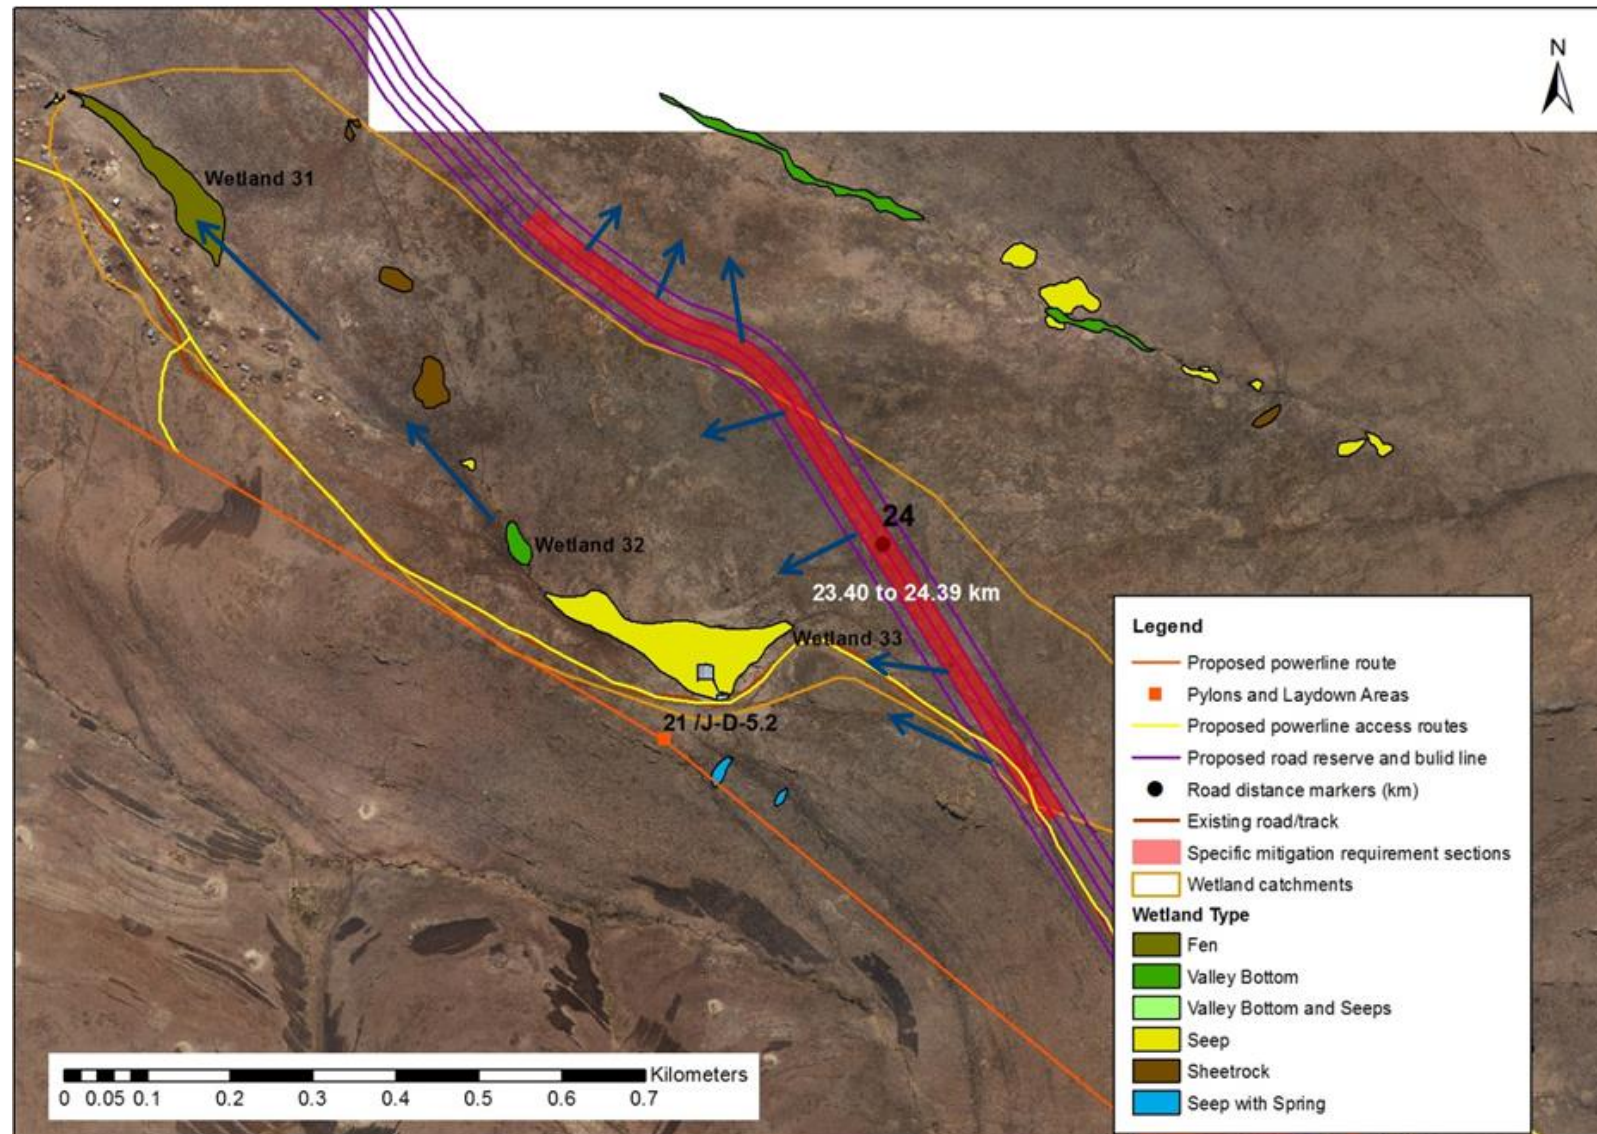 N
Wetland 31
24
Wetland 32
23.40 to 24.39 km
Wetland 33
21 /J-D-5.2
Legend
Proposed powerline route
Pylons and Laydown Areas
Proposed powerline access routes
Proposed road reserve and bulid line
Road distance markers (km)
Existing road/track
Specific mitigation requirement sections
Wetland catchments
Wetland Type
Fen
Valley Bottom
Valley Bottom and Seeps
Seep
Sheetrock
Seep with Spring
Kilometers
0 0.05 0.1 0.2 0.3 0.4 0.5 0.6 0.7